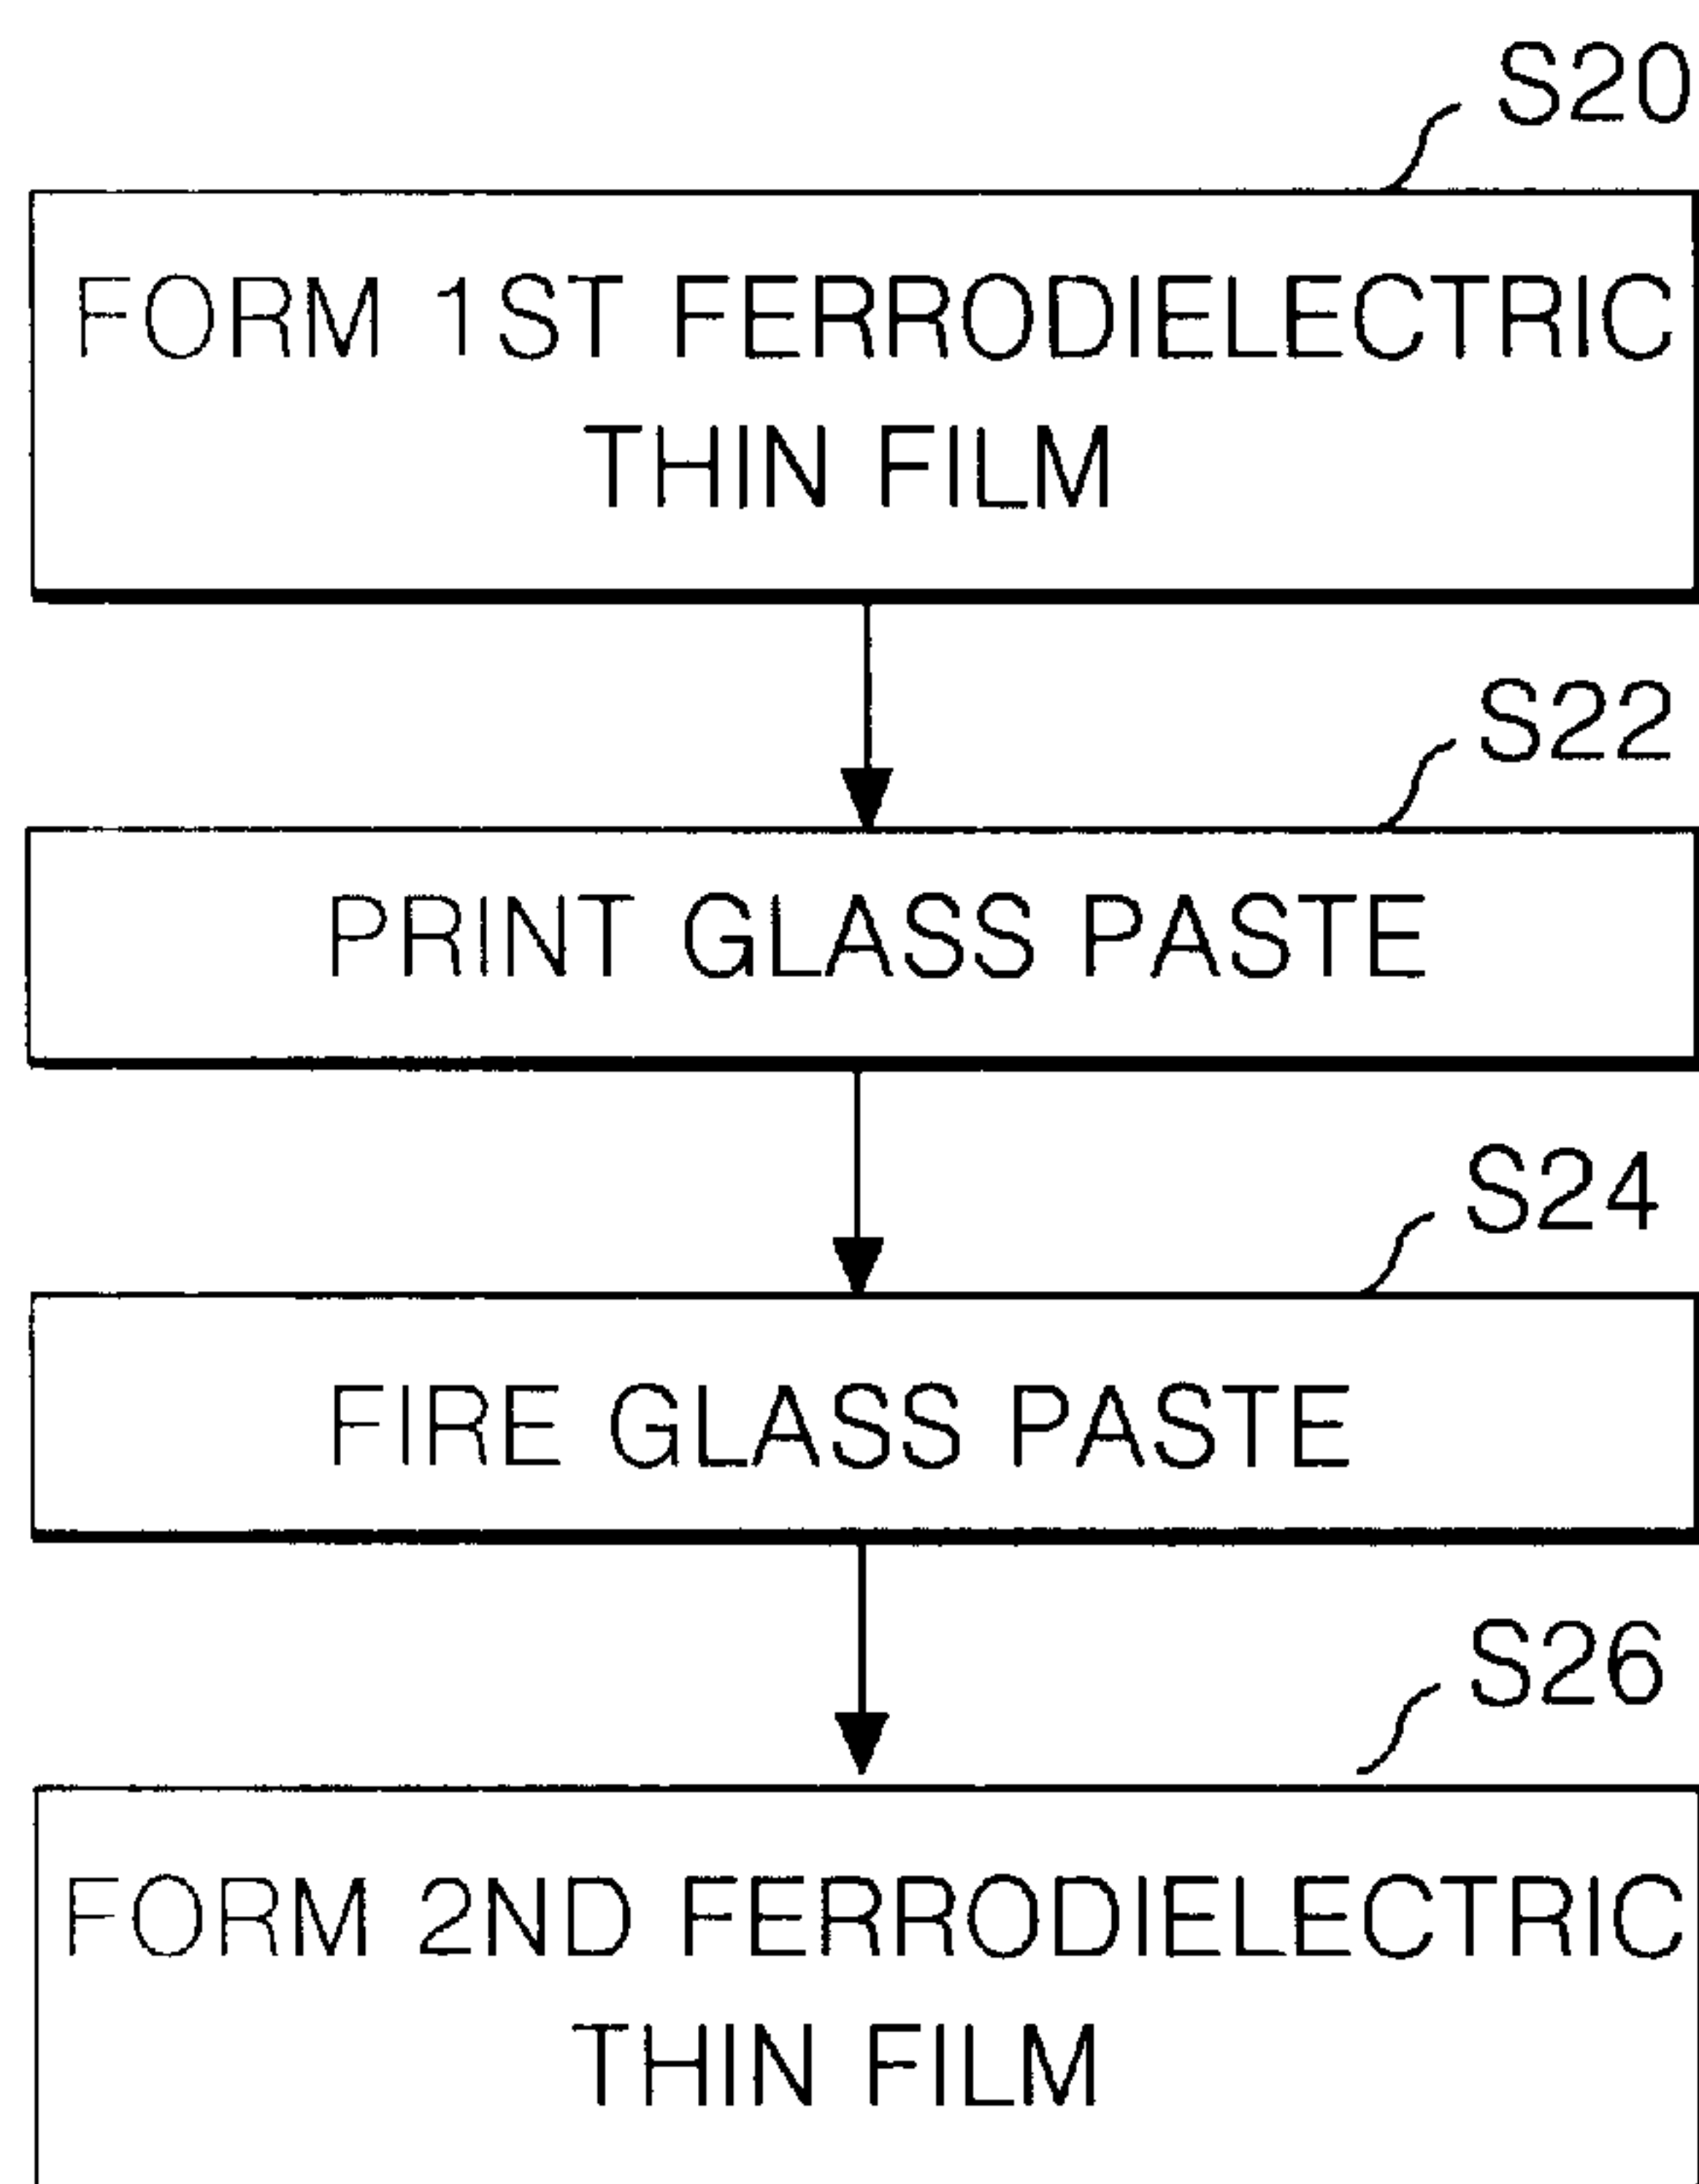 S20
FORM 1ST FERRODIELECTRIC
THIN FILM
S22
PRINT GLASS PASTE
S24
FIRE GLASS PASTE
S26
FORM 2ND FERRODIELECTRIC
THIN FILM